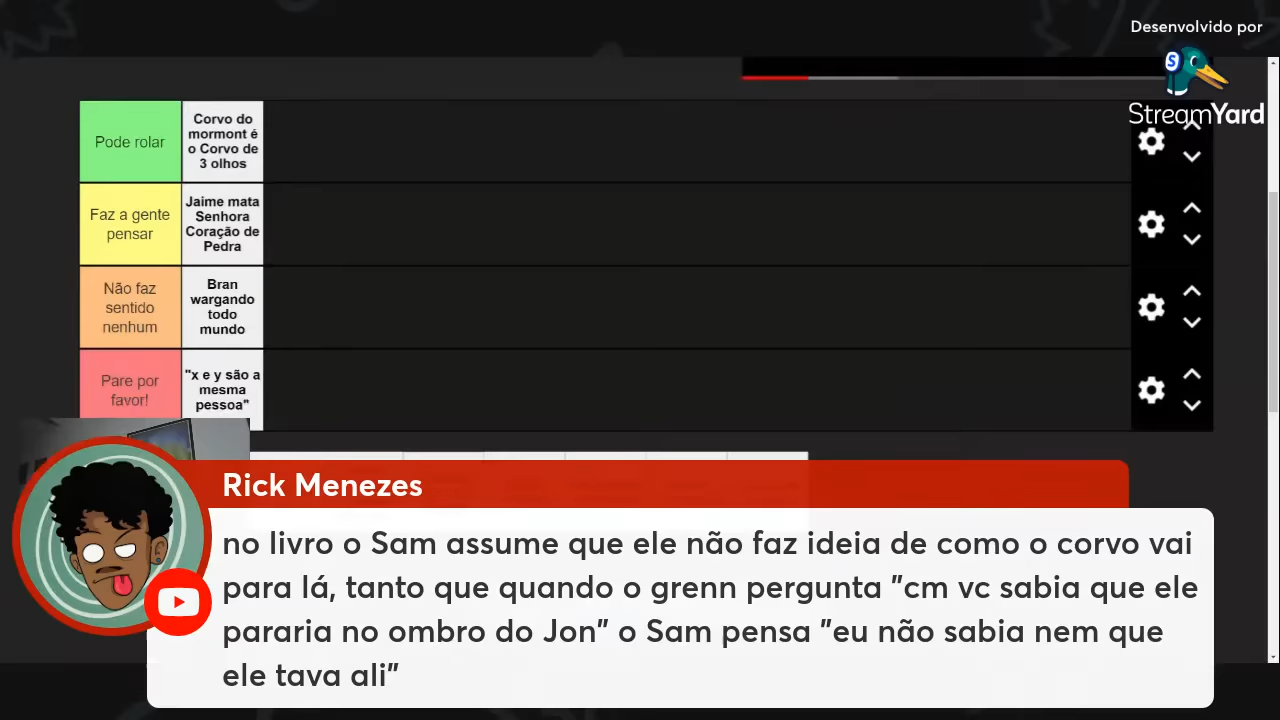 Desenvolvido por
S
StreamYard
Pode rolar
Corvo do
mormont é
o Corvo de
3 olhos
Faz a gente
pensar
Jaime mata
Senhora
Coração de
Pedra
Não faz
sentido
nenhum
Bran
wargando
todo
mundo
Pare por
favor!
"x e y são a
mesma
pessoa"
Rick Menezes
no livro o Sam assume que ele não faz ideia de como o corvo vai
para lá, tanto que quando o grenn pergunta "cm vc sabia que ele
pararia no ombro do Jon" o Sam pensa "eu não sabia nem que
ele tava ali"